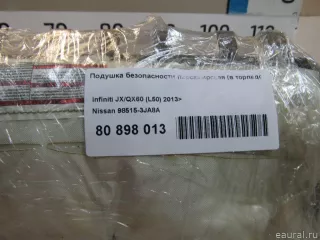 Подушка безопасности пассажирская (в торпедо)
Infiniti JX/QX60 (L50) 2013>
Nissan 98515-3JA8A
80 898 013
eaural.ru